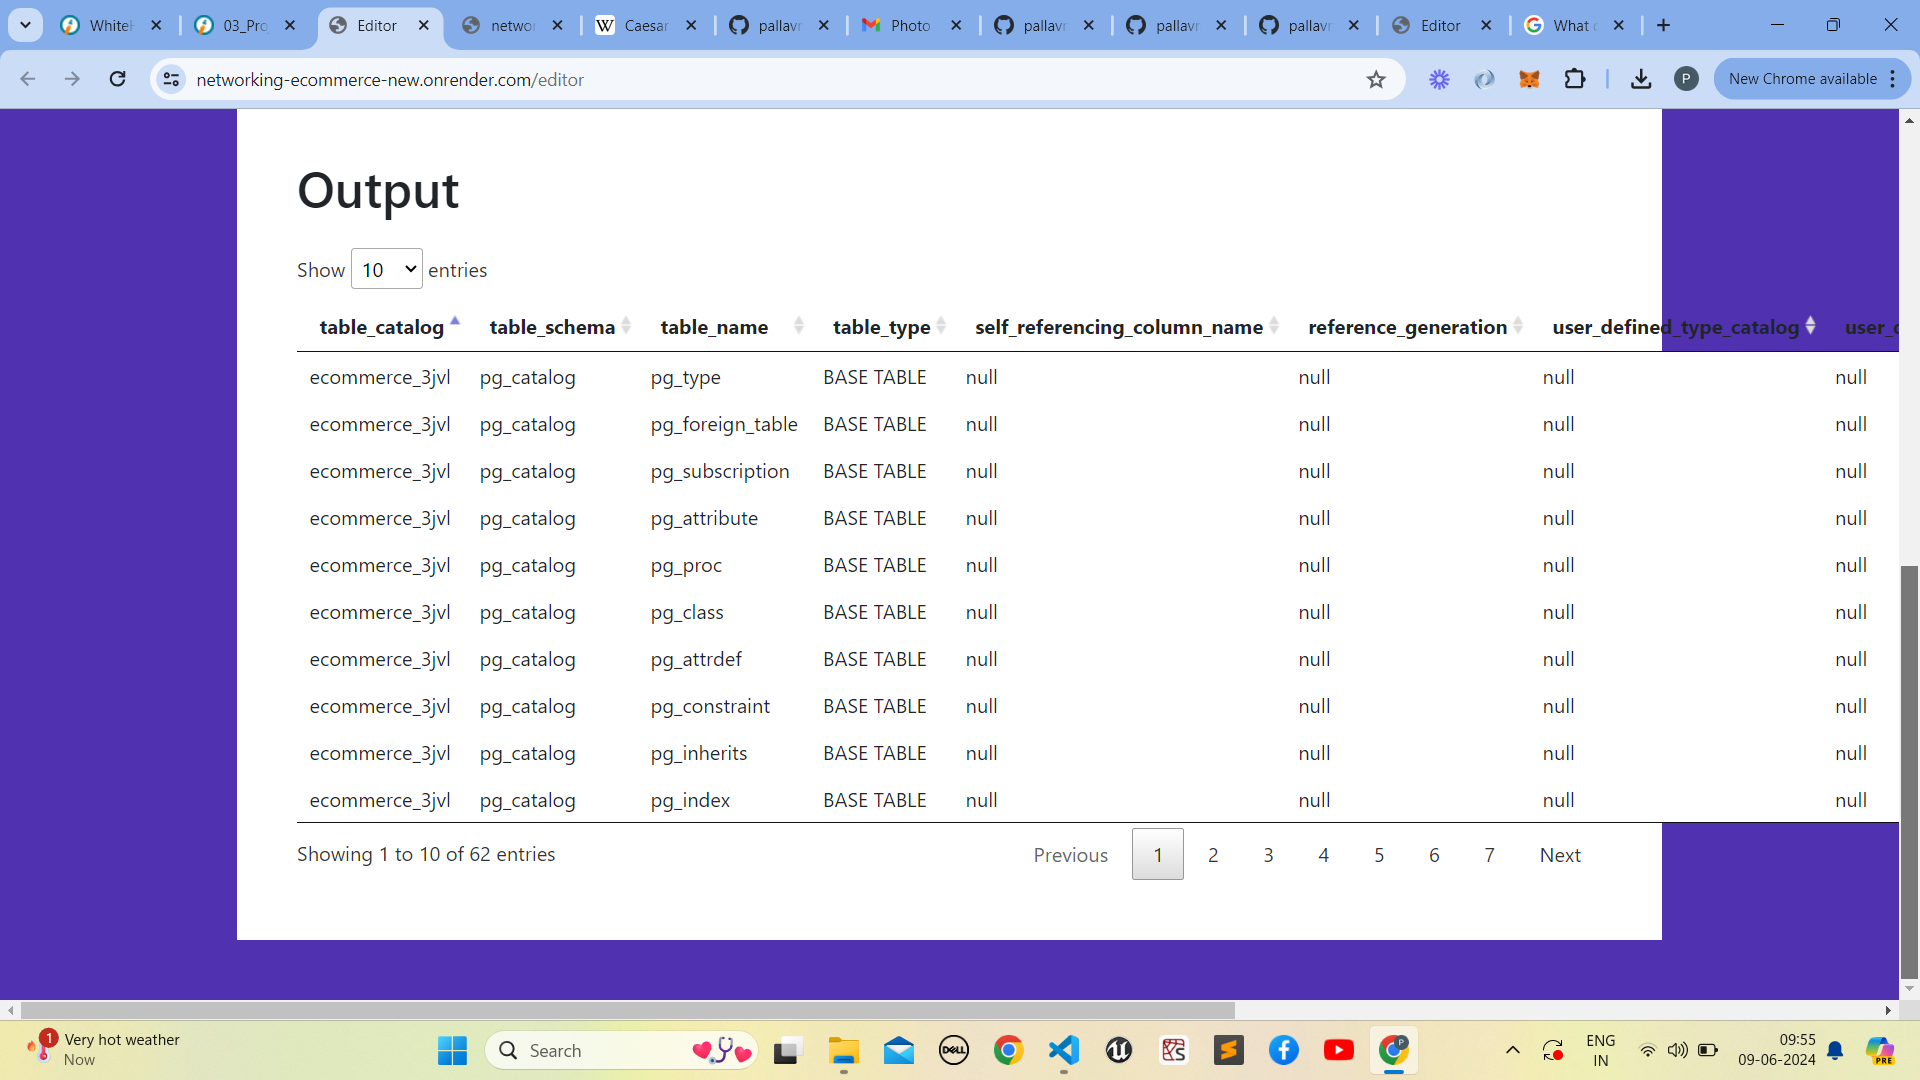 WhiteH
03_Pro
Editor
networ
Caesar
pallavr
Photo
pallavr
pallavr
pallavr
Editor
What
networking-ecommerce-new.onrender.com/editor
P
New Chrome available
Output
Show 10 entries
table_catalog table_schema table_name table_type self_referencing_column_name reference_generation user_defined_type_catalog
ecommerce_3jvl pg_catalog pg_type BASE TABLE null null null null
ecommerce_3jvl pg_catalog pg_foreign_table BASE TABLE null null null null
ecommerce_3jvl pg_catalog pg_subscription BASE TABLE null null null null
ecommerce_3jvl pg_catalog pg_attribute BASE TABLE null null null null
ecommerce_3jvl pg_catalog pg_proc BASE TABLE null null null null
ecommerce_3jvl pg_catalog pg_class BASE TABLE null null null null
ecommerce_3jvl pg_catalog pg_attrdef BASE TABLE null null null null
ecommerce_3jvl pg_catalog pg_constraint BASE TABLE null null null null
ecommerce_3jvl pg_catalog pg_inherits BASE TABLE null null null null
ecommerce_3jvl pg_catalog pg_index BASE TABLE null null null null
Showing 1 to 10 of 62 entries
Previous 1 2 3 4 5 6 7 Next
1
Very hot weather
Now
Search
DELL
ENG
IN
09:55
09-06-2024
PRE